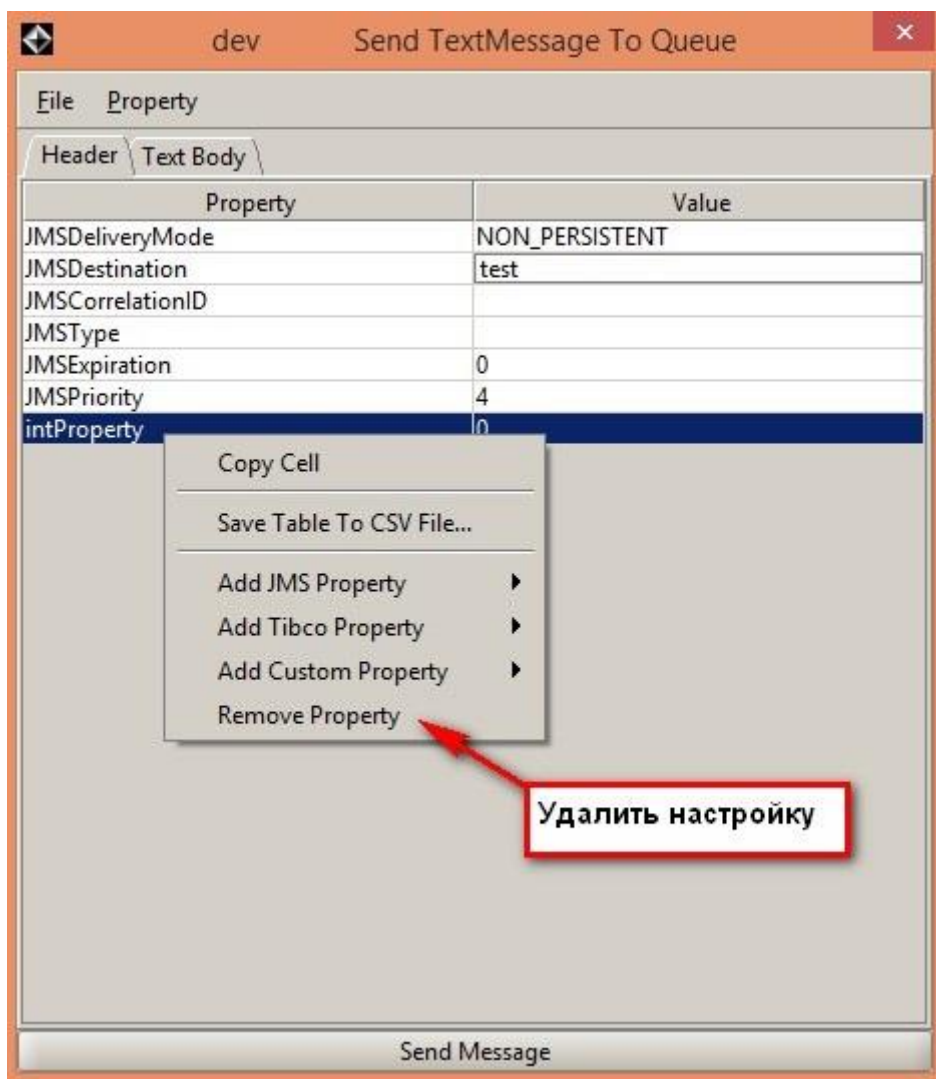 dev Send TextMessage To Queue
File Property
Header Text Body
Property Value
JMSDeliveryMode NON_PERSISTENT
JMSDestination test
JMSCorrelationID
JMSType
JMSExpiration 0
JMSPriority 4
intProperty 0
Copy Cell
Save Table To CSV File...
Add JMS Property
Add Tibco Property
Add Custom Property
Remove Property
Удалить настройку
Send Message